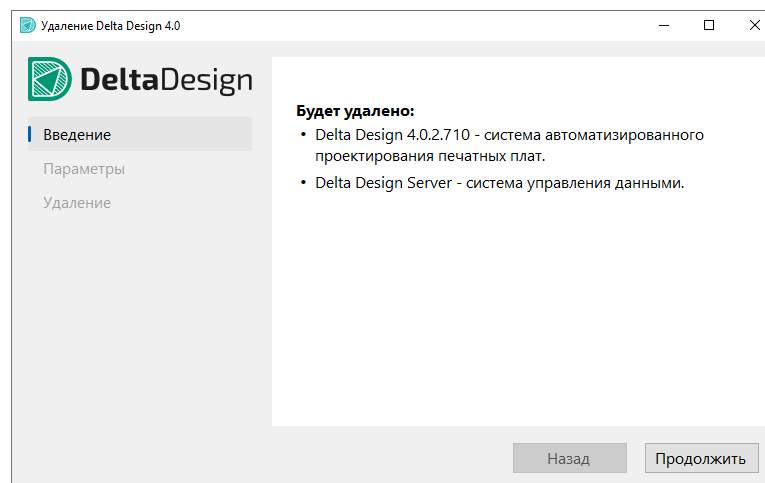 Удаление Delta Design 4.0
DeltaDesign
Введение
Параметры
Удаление
Будет удалено:
• Delta Design 4.0.2.710 - система автоматизированного
проектирования печатных плат.
• Delta Design Server - система управления данными.
Назад
Продолжить